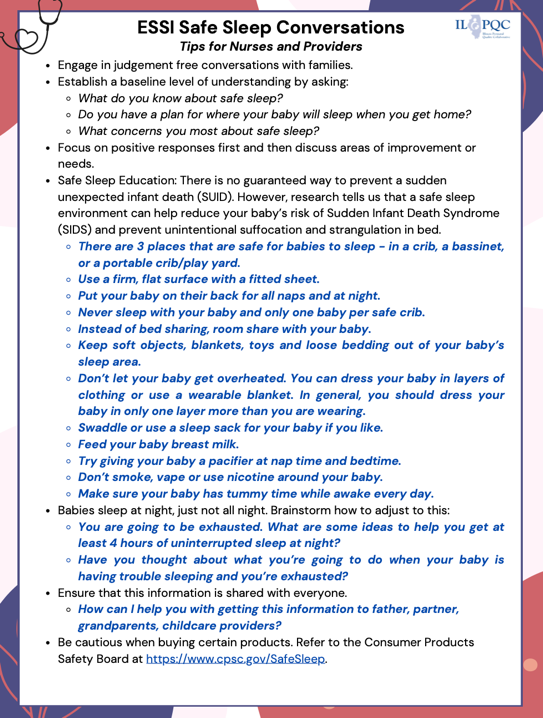 ESSI Safe Sleep Conversations
Tips for Nurses and Providers
IL PQC
• Engage in judgement free conversations with families.
• Establish a baseline level of understanding by asking:
◦ What do you know about safe sleep?
◦ Do you have a plan for where your baby will sleep when you get home?
◦ What concerns you most about safe sleep?
• Focus on positive responses first and then discuss areas of improvement or
needs.
• Safe Sleep Education: There is no guaranteed way to prevent a sudden
unexpected infant death (SUID). However, research tells us that a safe sleep
environment can help reduce your baby's risk of Sudden Infant Death Syndrome
(SIDS) and prevent unintentional suffocation and strangulation in bed.
◦ There are 3 places that are safe for babies to sleep - in a crib, a bassinet,
or a portable crib/play yard.
◦ Use a firm, flat surface with a fitted sheet.
◦ Put your baby on their back for all naps and at night.
◦ Never sleep with your baby and only one baby per safe crib.
◦ Instead of bed sharing, room share with your baby.
◦ Keep soft objects, blankets, toys and loose bedding out of your baby's
sleep area.
◦ Don't let your baby get overheated. You can dress your baby in layers of
clothing or use a wearable blanket. In general, you should dress your
baby in only one layer more than you are wearing.
◦ Swaddle or use a sleep sack for your baby if you like.
◦ Feed your baby breast milk.
◦ Try giving your baby a pacifier at nap time and bedtime.
◦ Don't smoke, vape or use nicotine around your baby.
◦ Make sure your baby has tummy time while awake every day.
• Babies sleep at night, just not all night. Brainstorm how to adjust to this:
◦ You are going to be exhausted. What are some ideas to help you get at
least 4 hours of uninterrupted sleep at night?
◦ Have you thought about what you're going to do when your baby is
having trouble sleeping and you're exhausted?
• Ensure that this information is shared with everyone.
◦ How can I help you with getting this information to father, partner,
grandparents, childcare providers?
• Be cautious when buying certain products. Refer to the Consumer Products
Safety Board at https://www.cpsc.gov/SafeSleep.